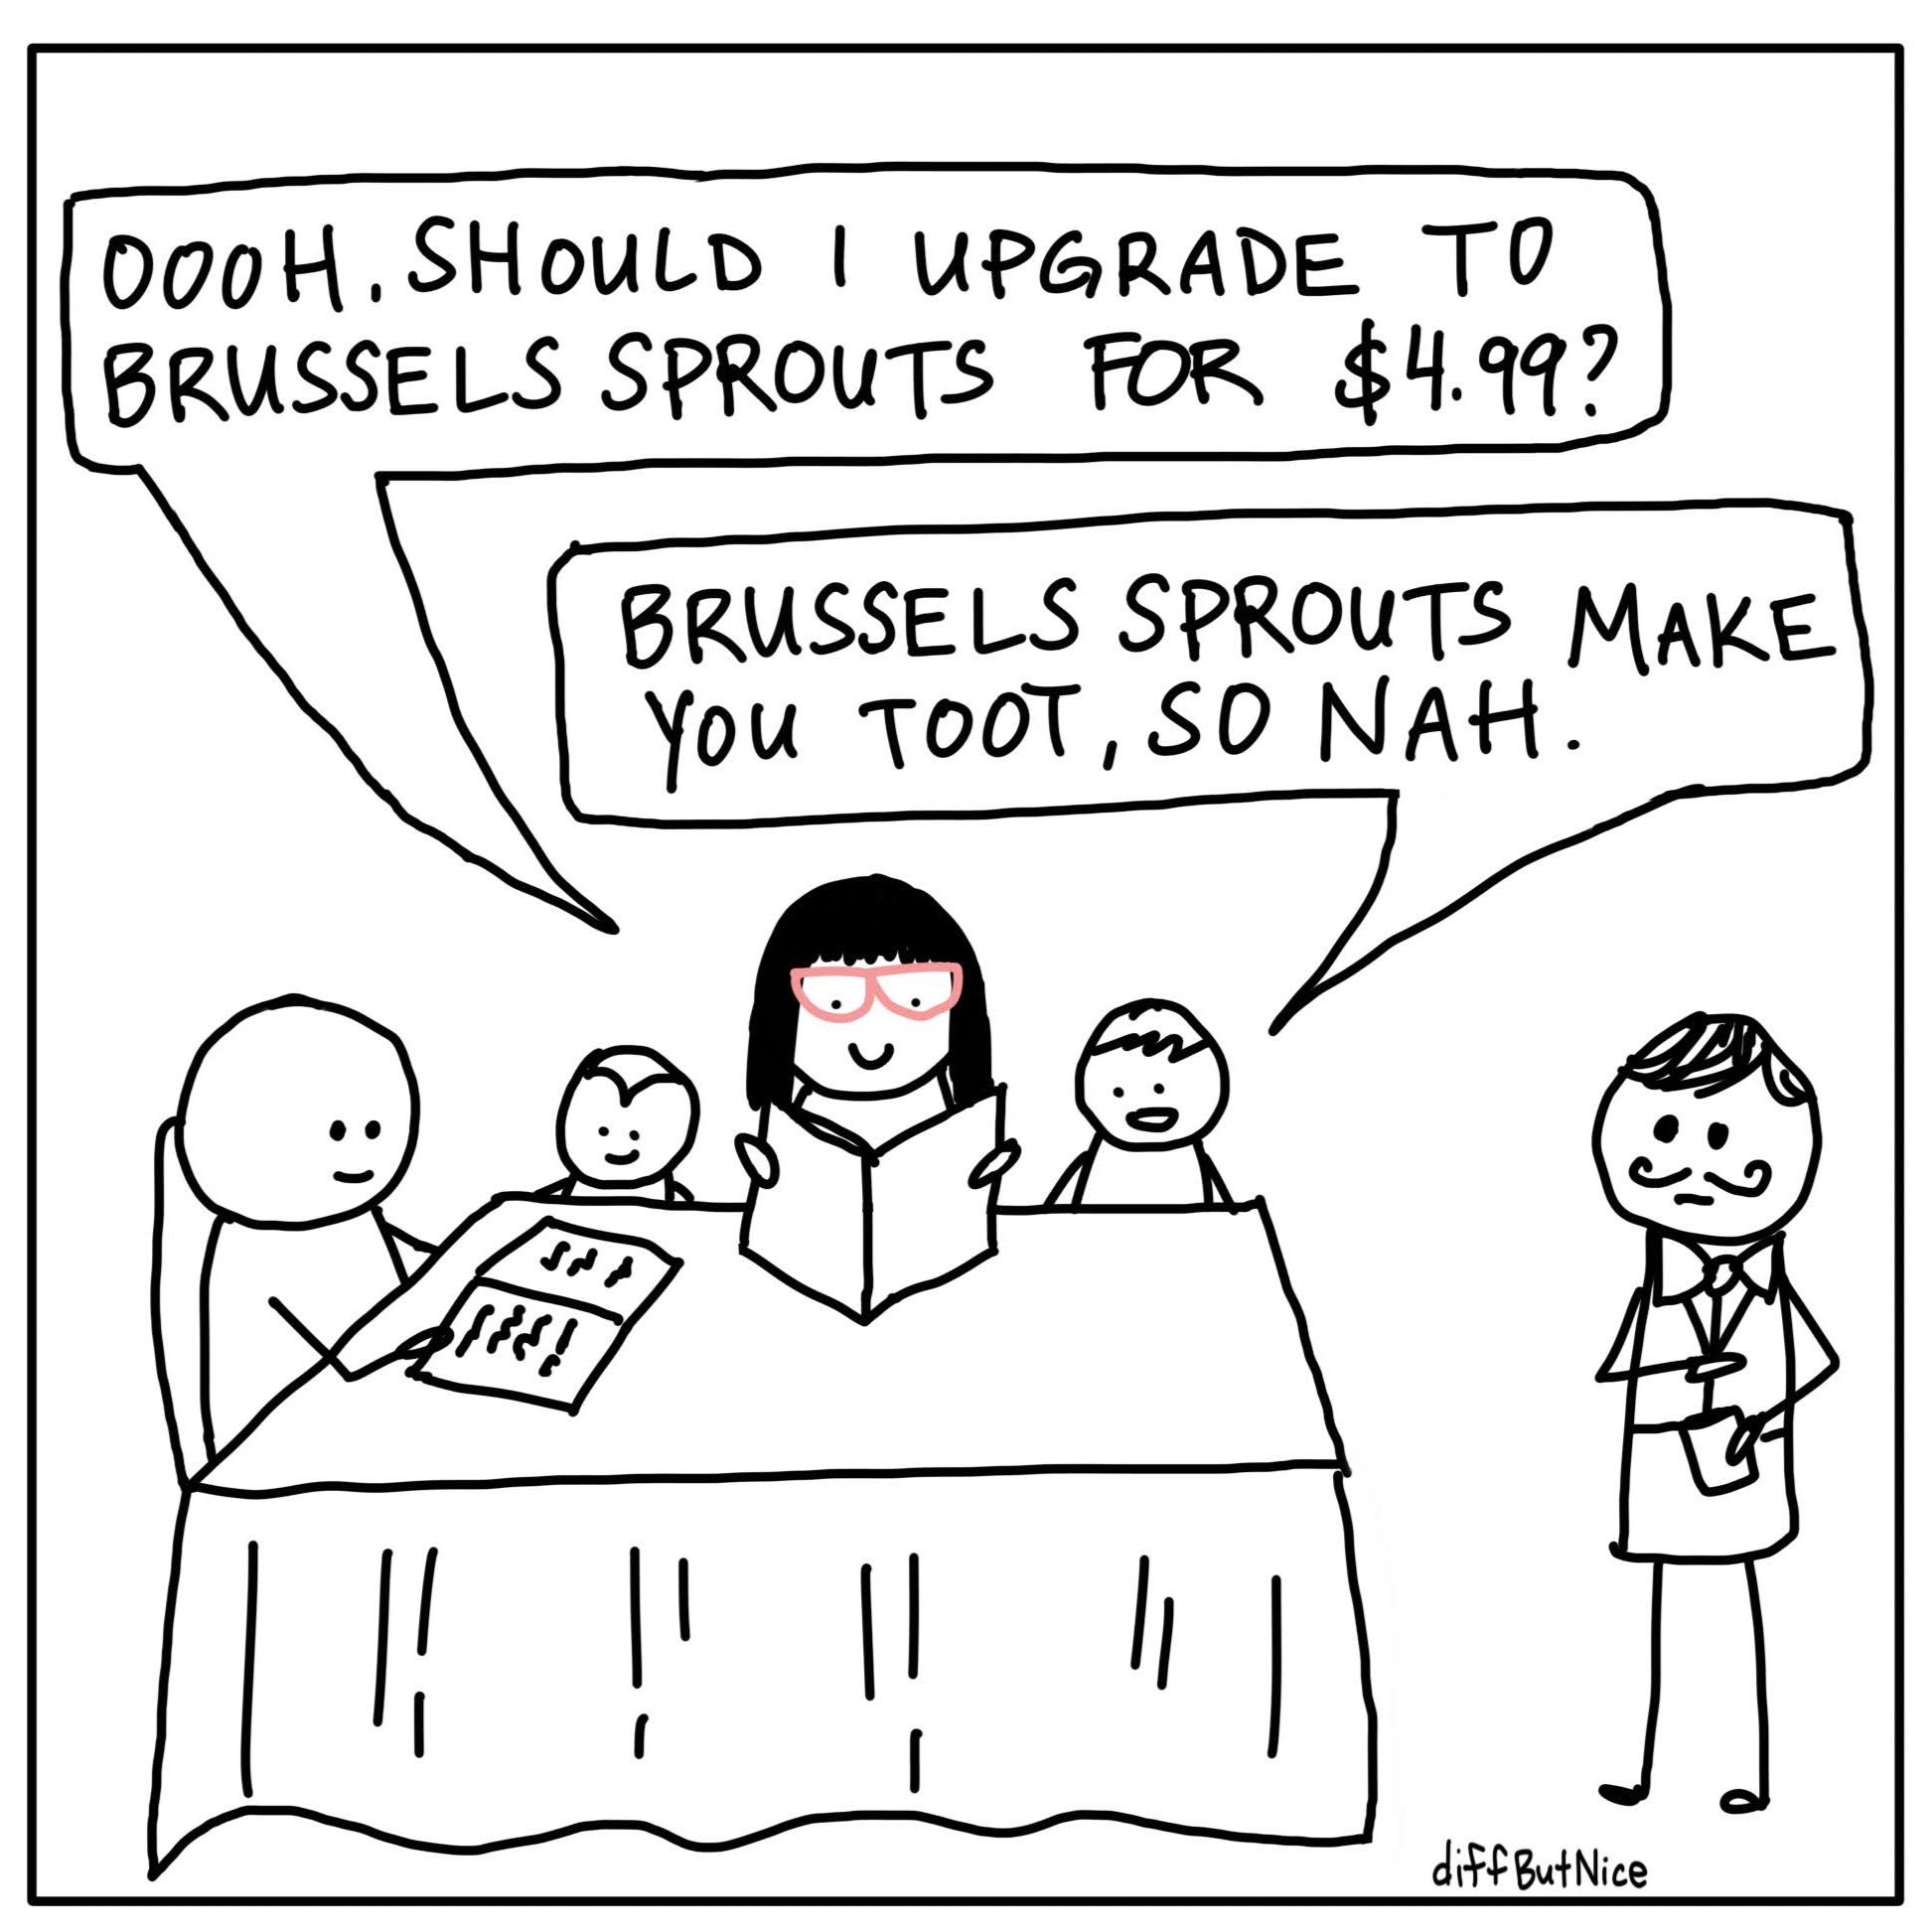 OOOH. SHOULD I UPGRADE TO
BRUSSELS SPROUTS FOR $4.99?
BRUSSELS SPROUTS MAKE
YOU TOOT, SO NAH.
diffButNice